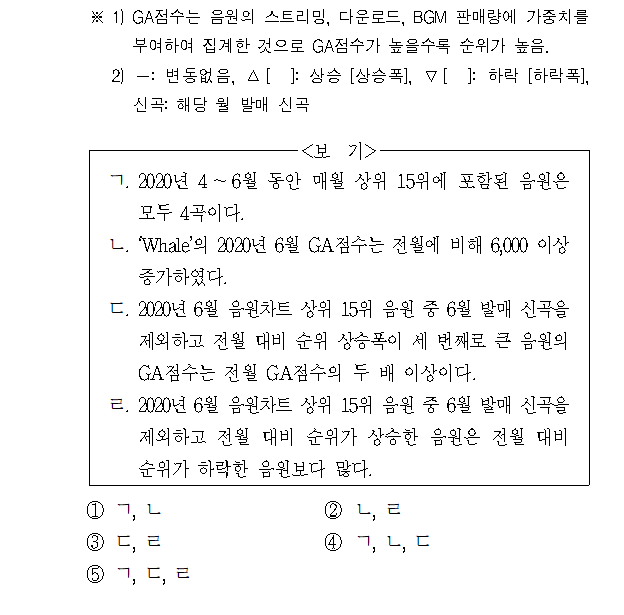 ※ 1) GA점수는 음원의 스트리밍, 다운로드, BGM 판매량에 가중치를
부여하여 집계한 것으로 GA점수가 높을수록 순위가 높음.
2) －: 변동없음, △[ ]: 상승 [상승폭], ▽[ ]: 하락 [하락폭],
신곡: 해당 월 발매 신곡
<보 기>
ㄱ. 2020년 4 ~ 6월 동안 매월 상위 15위에 포함된 음원은
모두 4곡이다.
ㄴ. ‘Whale’의 2020년 6월 GA점수는 전월에 비해 6,000 이상
증가하였다.
ㄷ. 2020년 6월 음원차트 상위 15위 음원 중 6월 발매 신곡을
제외하고 전월 대비 순위 상승폭이 세 번째로 큰 음원의
GA점수는 전월 GA점수의 두 배 이상이다.
ㄹ. 2020년 6월 음원차트 상위 15위 음원 중 6월 발매 신곡을
제외하고 전월 대비 순위가 상승한 음원은 전월 대비
순위가 하락한 음원보다 많다.
① ㄱ, ㄴ ② ㄴ, ㄹ
③ ㄷ, ㄹ ④ ㄱ, ㄴ, ㄷ
⑤ ㄱ, ㄷ, ㄹ